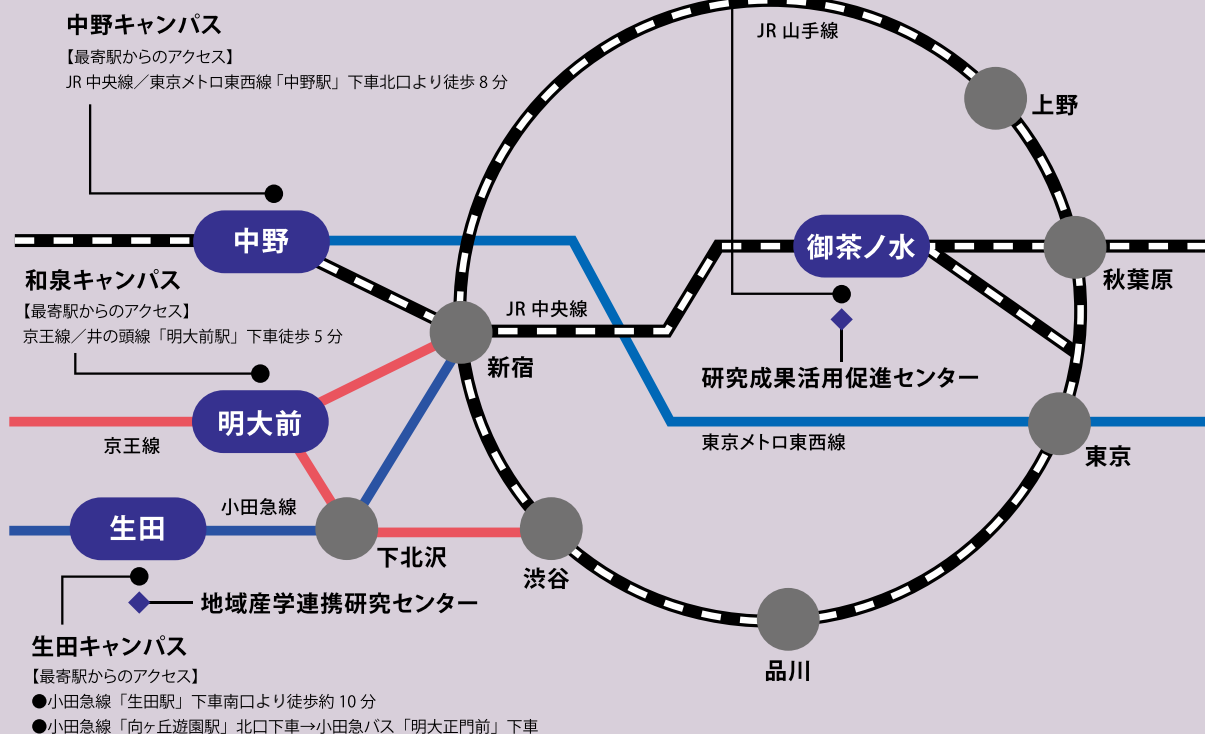 中野キャンパス
【最寄駅からのアクセス】
JR 中央線／東京メトロ東西線「中野駅」下車北口より徒歩 8 分
JR 山手線
上野
中野
御茶ノ水
秋葉原
和泉キャンパス
【最寄駅からのアクセス】
京王線／井の頭線「明大前駅」下車徒歩 5 分
JR 中央線
新宿
研究成果活用促進センター
明大前
京王線
東京メトロ東西線
東京
小田急線
生田
下北沢
渋谷
地域産学連携研究センター
生田キャンパス
【最寄駅からのアクセス】
●小田急線「生田駅」下車南口より徒歩約 10 分
●小田急線「向ヶ丘遊園駅」北口下車→小田急バス「明大正門前」下車
品川